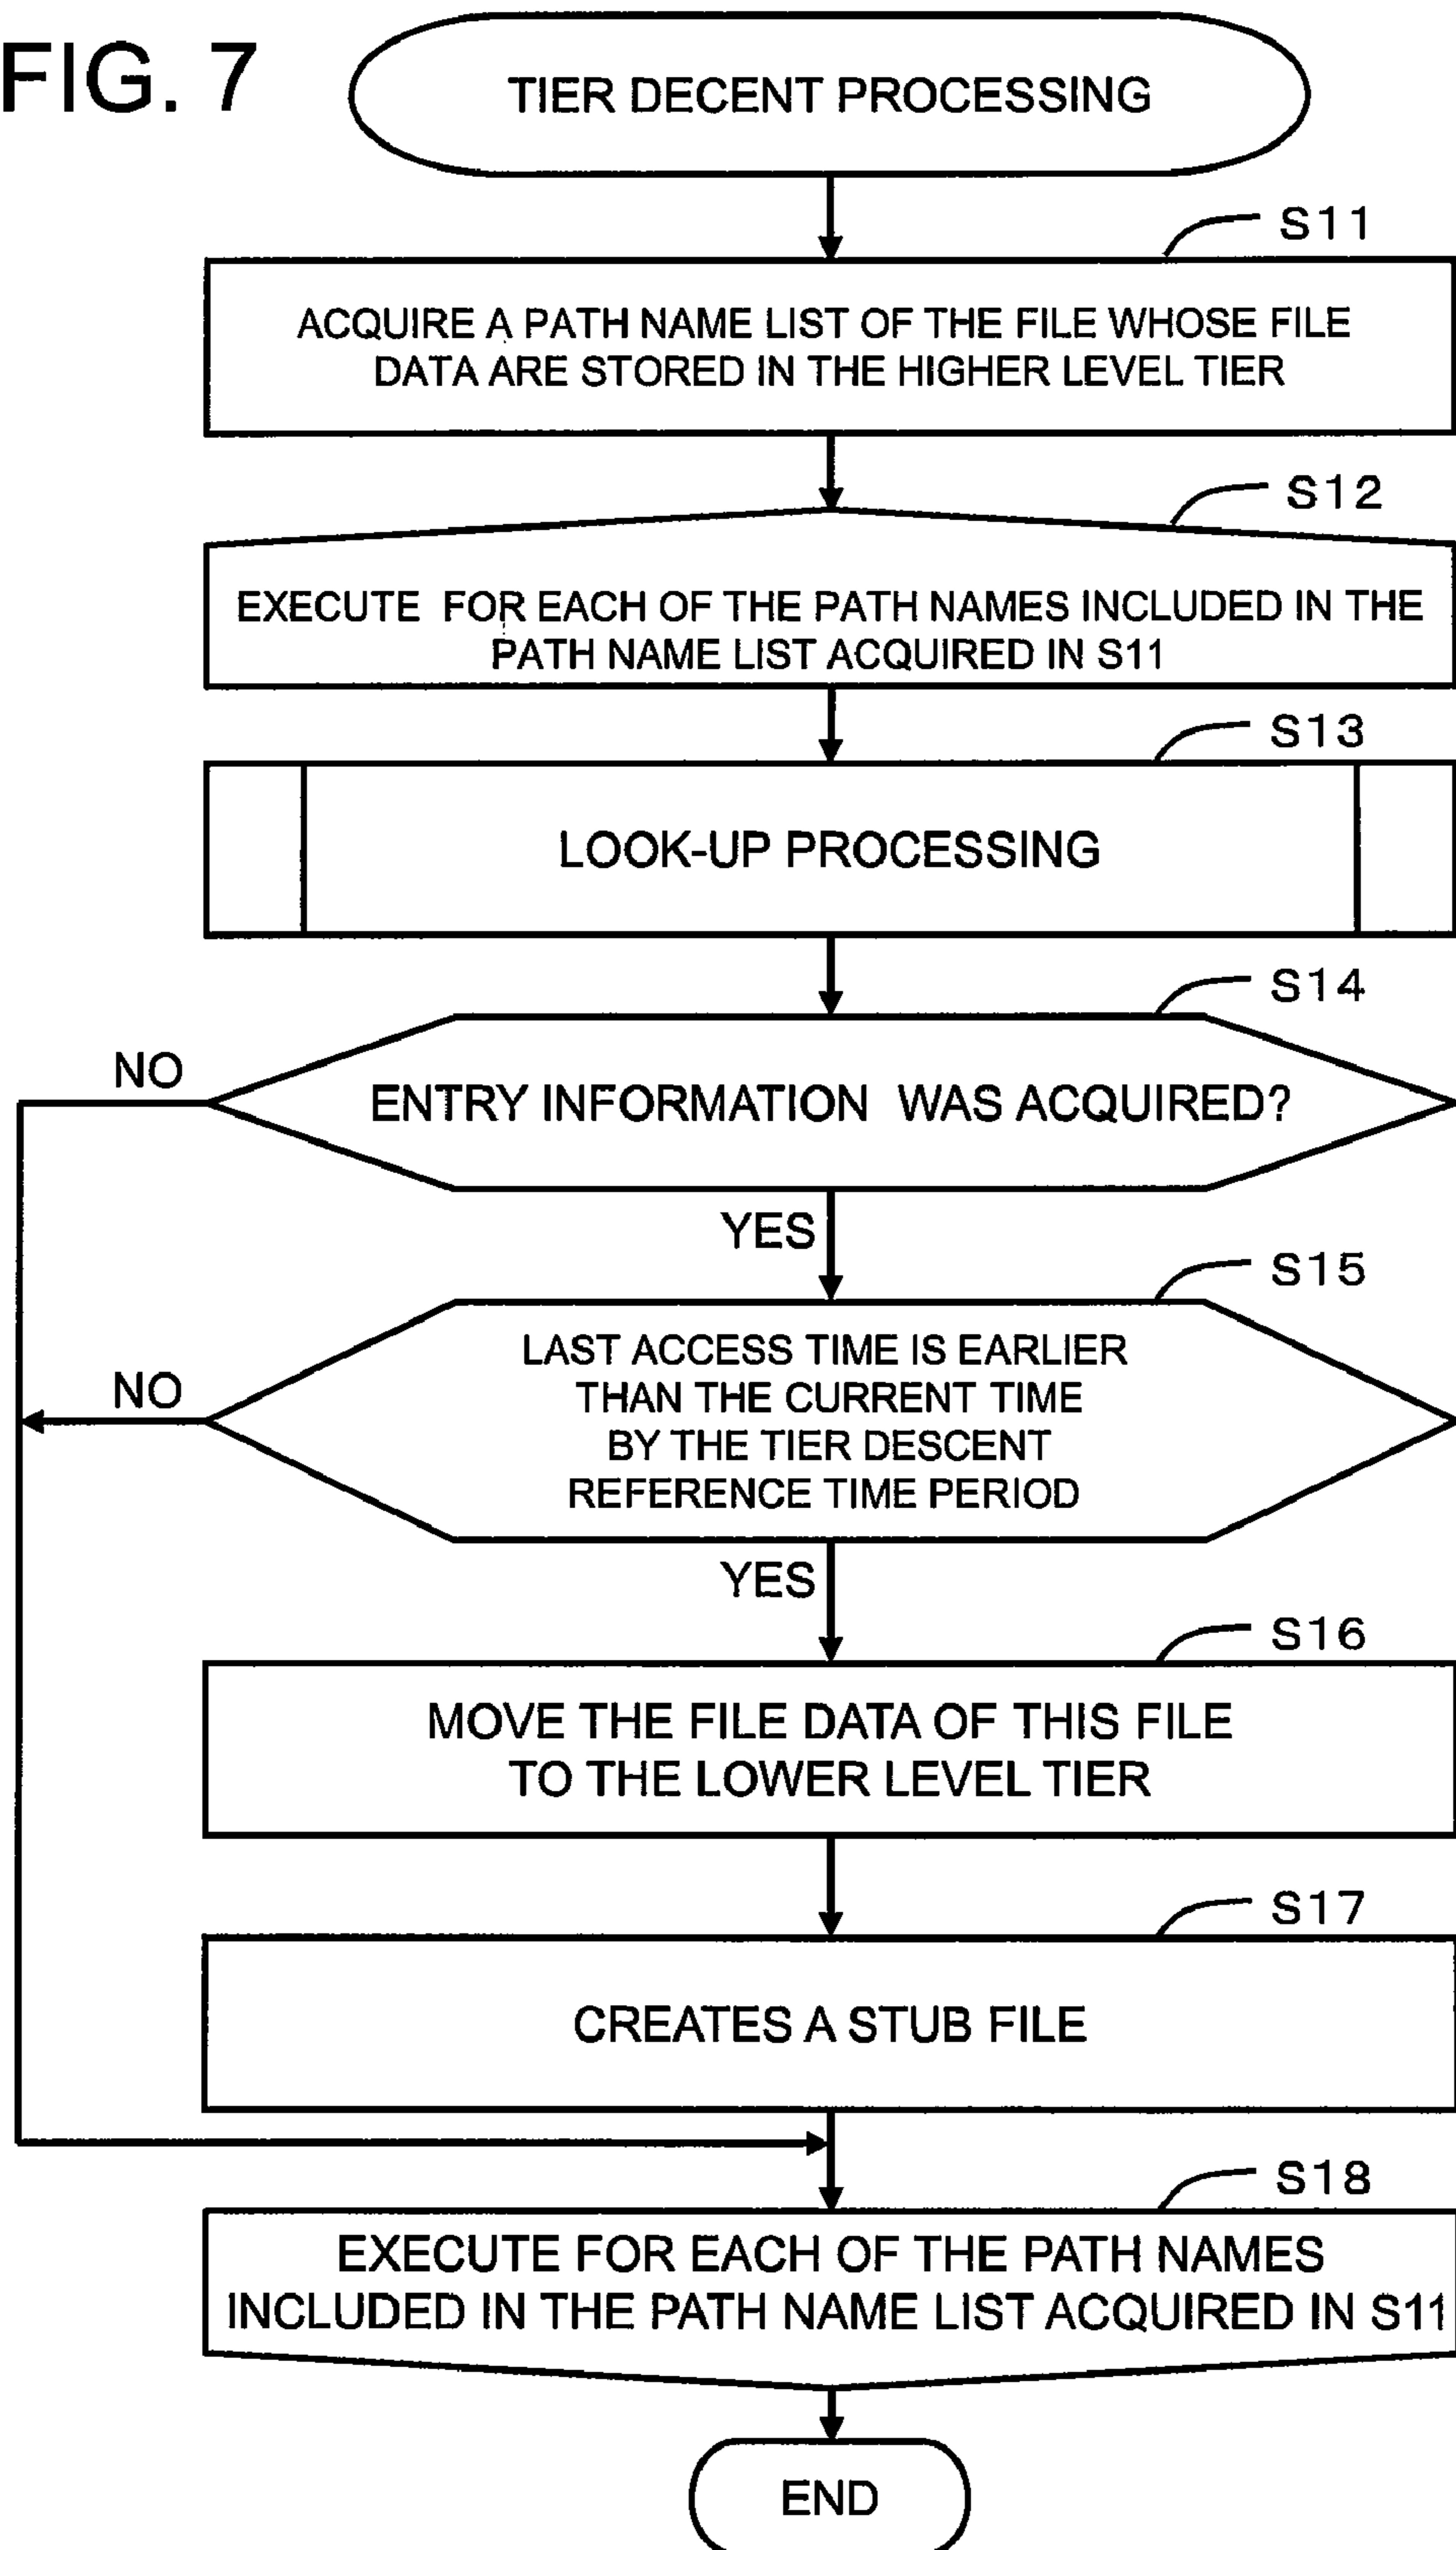 FIG. 7
TIER DECENT PROCESSING
S11
ACQUIRE A PATH NAME LIST OF THE FILE WHOSE FILE
DATA ARE STORED IN THE HIGHER LEVEL TIER
S12
EXECUTE FOR EACH OF THE PATH NAMES INCLUDED IN THE
PATH NAME LIST ACQUIRED IN S11
S13
LOOK-UP PROCESSING
S14
NO
ENTRY INFORMATION WAS ACQUIRED?
YES
S15
NO
LAST ACCESS TIME IS EARLIER
THAN THE CURRENT TIME
BY THE TIER DESCENT
REFERENCE TIME PERIOD
YES
S16
MOVE THE FILE DATA OF THIS FILE
TO THE LOWER LEVEL TIER
S17
CREATES A STUB FILE
S18
EXECUTE FOR EACH OF THE PATH NAMES
INCLUDED IN THE PATH NAME LIST ACQUIRED IN S11
END